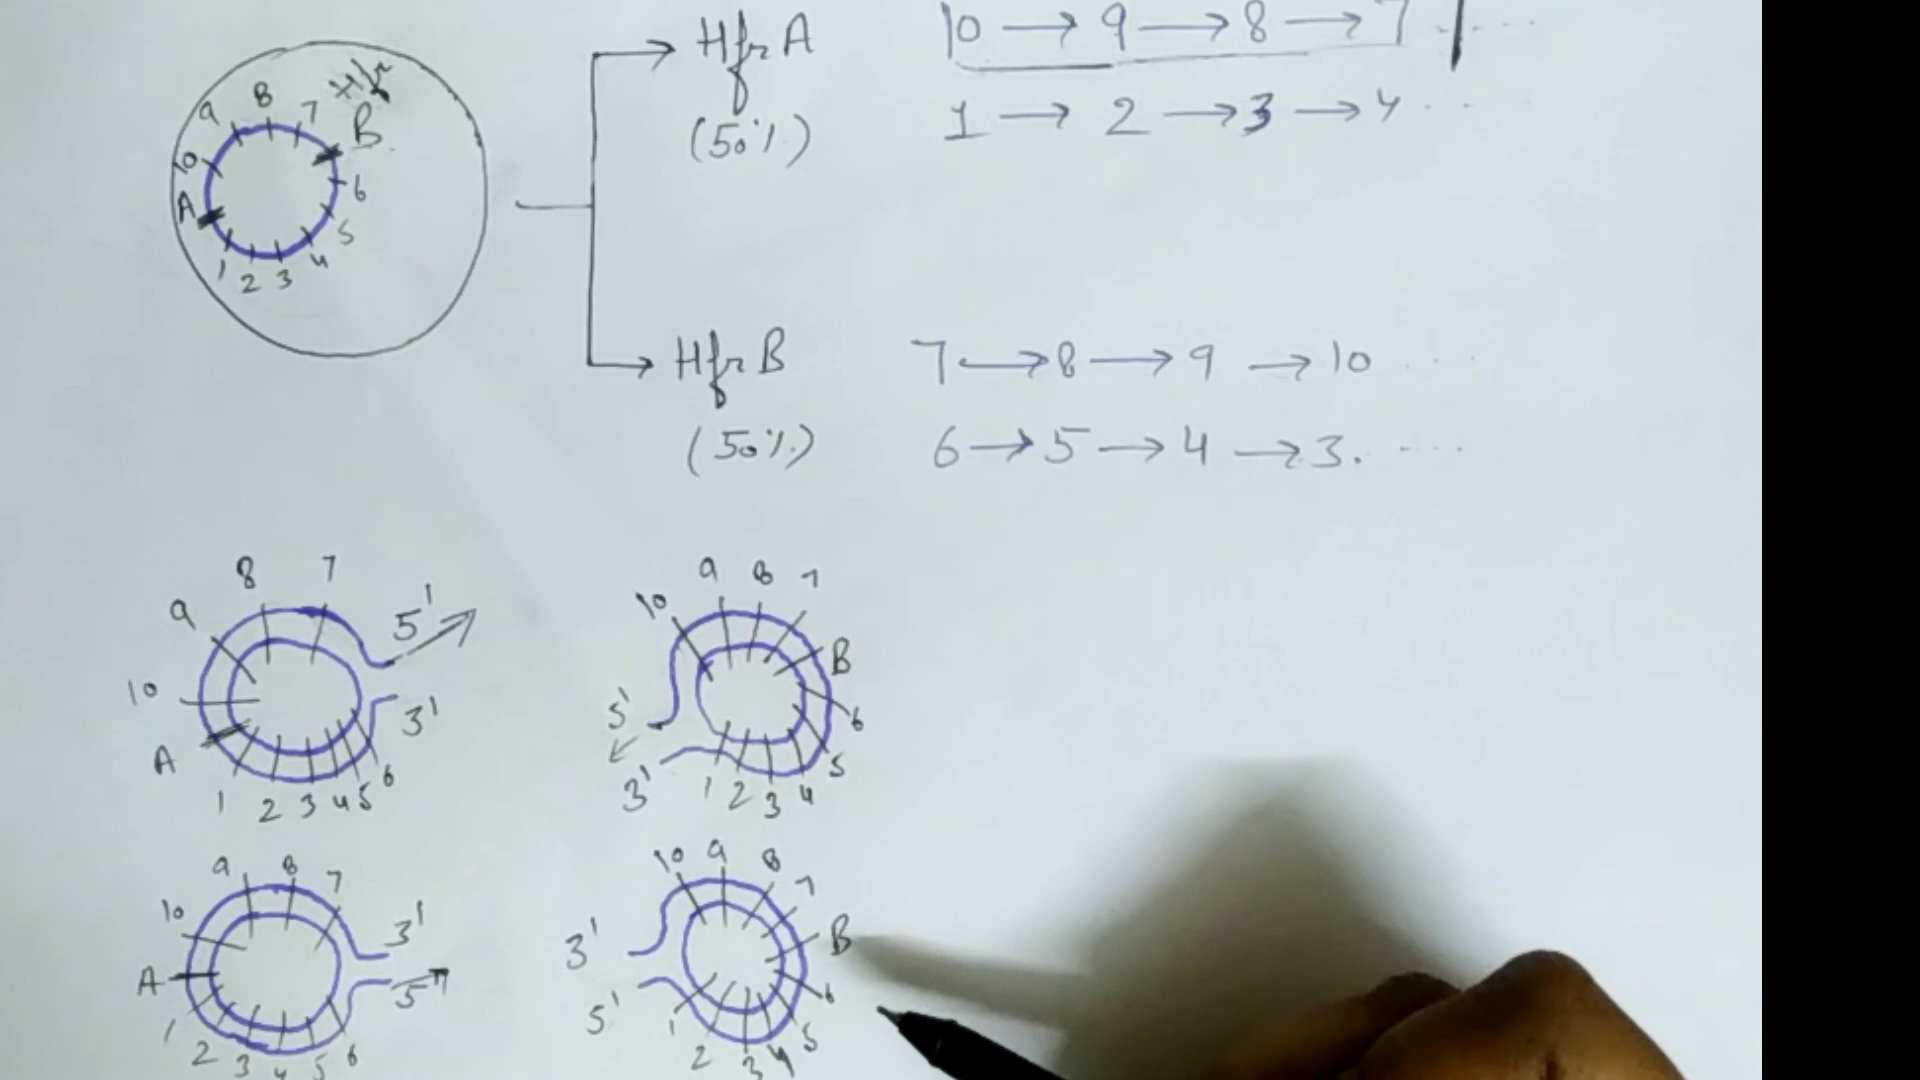 Hfr A 10 → 9 → 8 → 7 ....
(50%) 1 → 2 → 3 → 4 ...
Hfr
B
9 8 7
10
A
6
5
1 2 3 4
Hfr B 7 → 8 → 9 → 10 ....
(50%) 6 → 5 → 4 → 3. ....
8 7
9
5'
10
3'
A
1 2 3 4 5 6
9 8 7
10
B
5'
6
3'
5
1 2 3 4
9 8 7
10
3'
A
5'
1 2 3 4 5 6
10 9 8 7
3'
B
5'
6
1 2 3 4 5